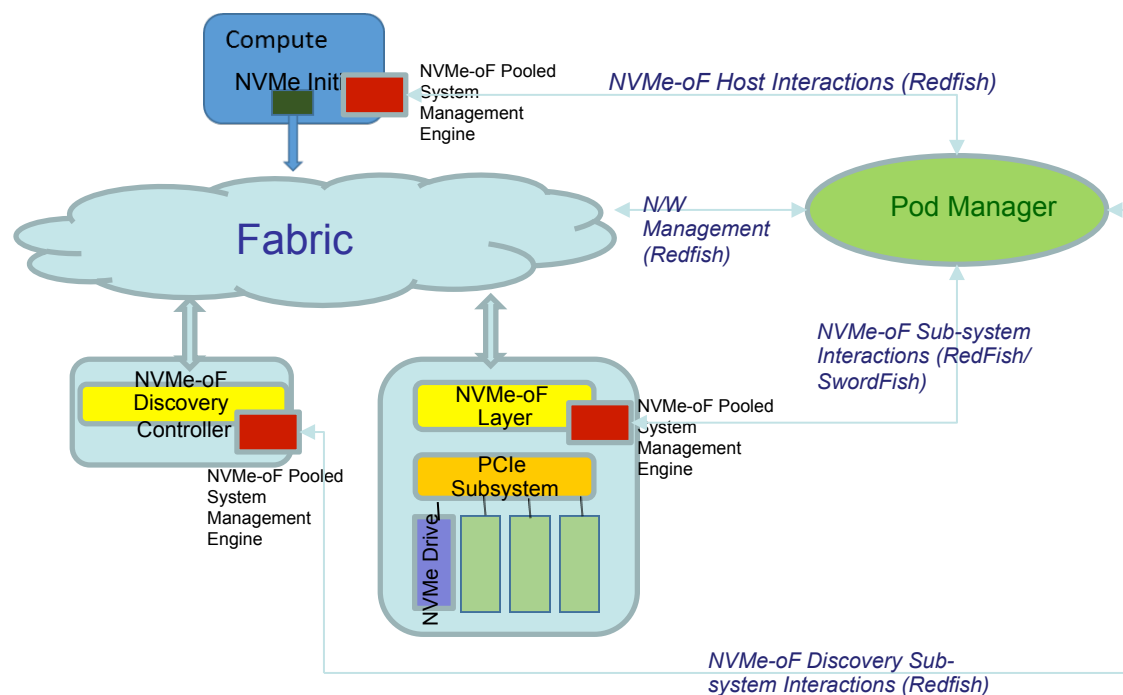 Compute
NVMe Initi
NVMe-oF Pooled
System
Management
Engine
NVMe-oF Host Interactions (Redfish)
Fabric
N/W
Management
(Redfish)
Pod Manager
NVMe-oF Sub-system
Interactions (RedFish/
SwordFish)
NVMe-oF
Discovery
Controller
NVMe-oF Pooled
System
Management
Engine
NVMe-oF
Layer
NVMe-oF Pooled
System
Management
Engine
PCIe
Subsystem
NVMe Drive
NVMe-oF Discovery Sub-
system Interactions (Redfish)